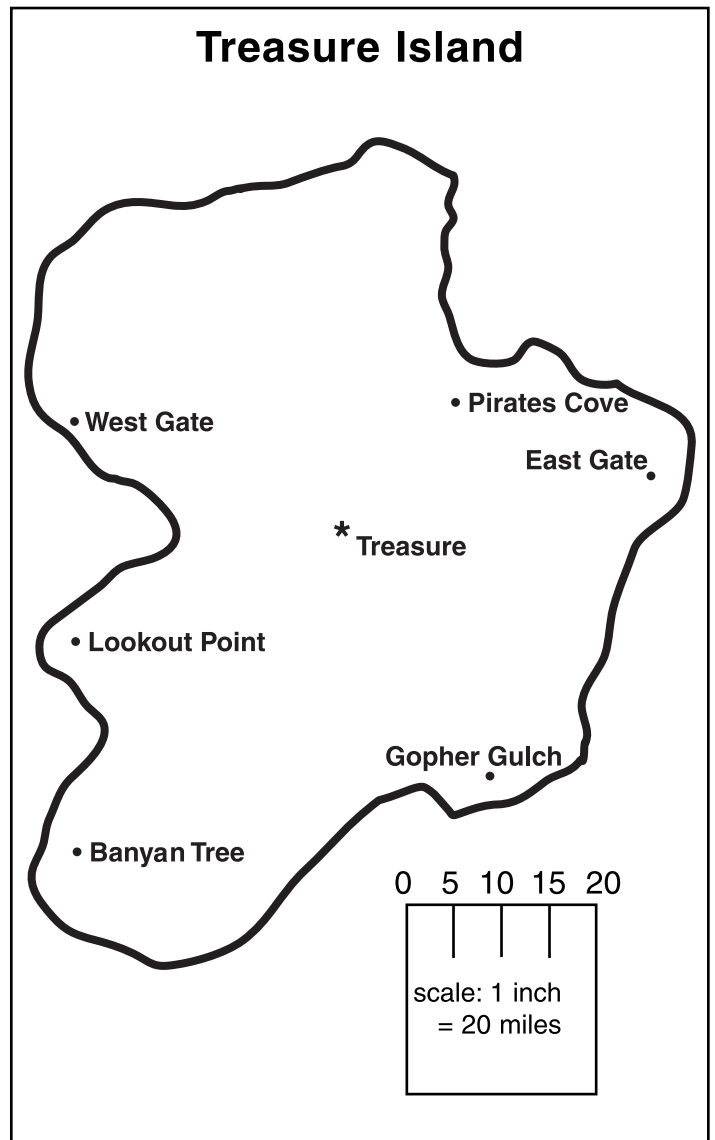 Treasure Island
West Gate
Pirates Cove
East Gate
* Treasure
Lookout Point
Gopher Gulch
Banyan Tree
0 5 10 15 20
scale: 1 inch
= 20 miles